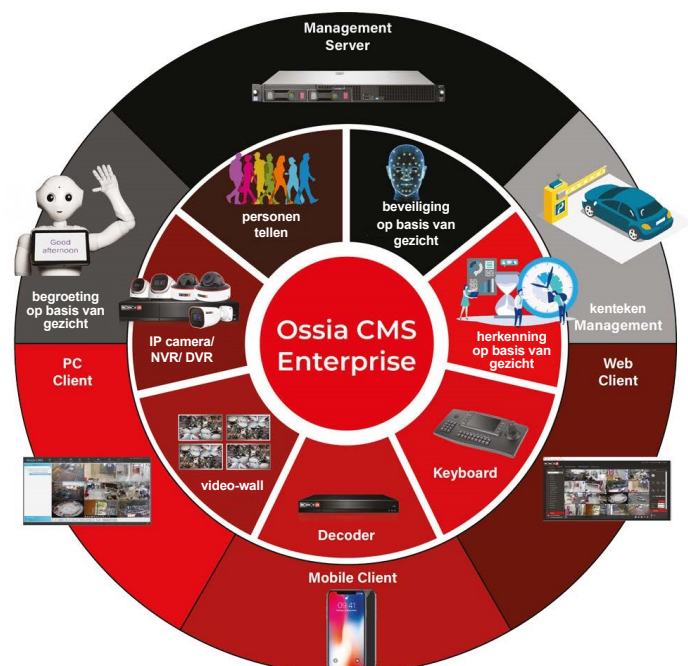 Management
Server
personen
tellen
beveiliging
op basis van
gezicht
Good
afternoon
begroeting
op basis van
gezicht
kenteken
Management
IP camera/
NVR/ DVR
Ossia CMS
Enterprise
herkenning
op basis van
gezicht
PC
Client
Web
Client
video-wall
Keyboard
Decoder
Mobile Client
09:41